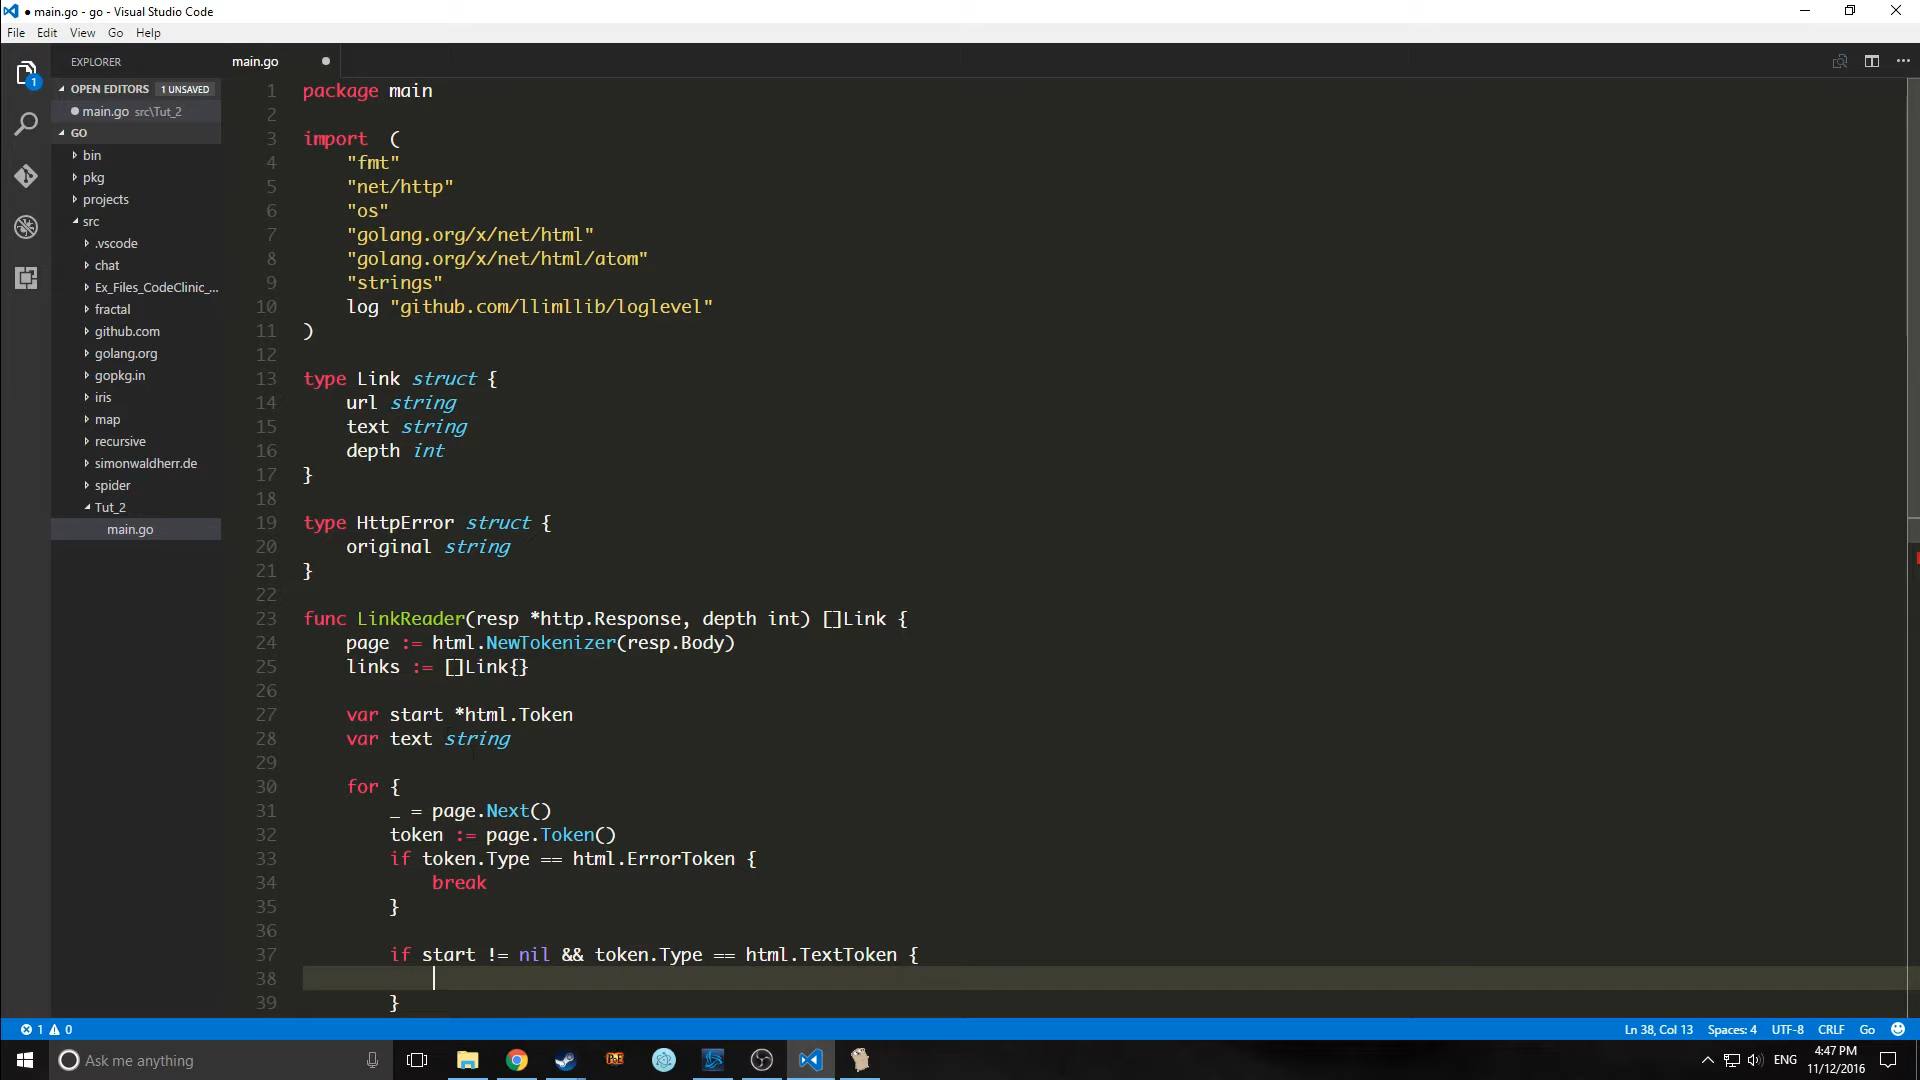 ● main.go - go - Visual Studio Code
File Edit View Go Help
EXPLORER
OPEN EDITORS 1 UNSAVED
main.go src\Tut_2
GO
bin
pkg
projects
src
.vscode
chat
Ex_Files_CodeClinic_...
fractal
github.com
golang.org
gopkg.in
iris
map
recursive
simonwaldherr.de
spider
Tut_2
main.go
1
main.go
1 package main
2
3 import  (
4     "fmt"
5     "net/http"
6     "os"
7     "golang.org/x/net/html"
8     "golang.org/x/net/html/atom"
9     "strings"
10     log "github.com/llimllib/loglevel"
11 )
12
13 type Link struct {
14     url string
15     text string
16     depth int
17 }
18
19 type HttpError struct {
20     original string
21 }
22
23 func LinkReader(resp *http.Response, depth int) []Link {
24     page := html.NewTokenizer(resp.Body)
25     links := []Link{}
26
27     var start *html.Token
28     var text string
29
30     for {
31         _ = page.Next()
32         token := page.Token()
33         if token.Type == html.ErrorToken {
34             break
35         }
36
37         if start != nil && token.Type == html.TextToken {
38
39         }
1 0 Ln 38, Col 13 Spaces: 4 UTF-8 CRLF Go
Ask me anything
ENG
4:47 PM
11/12/2016